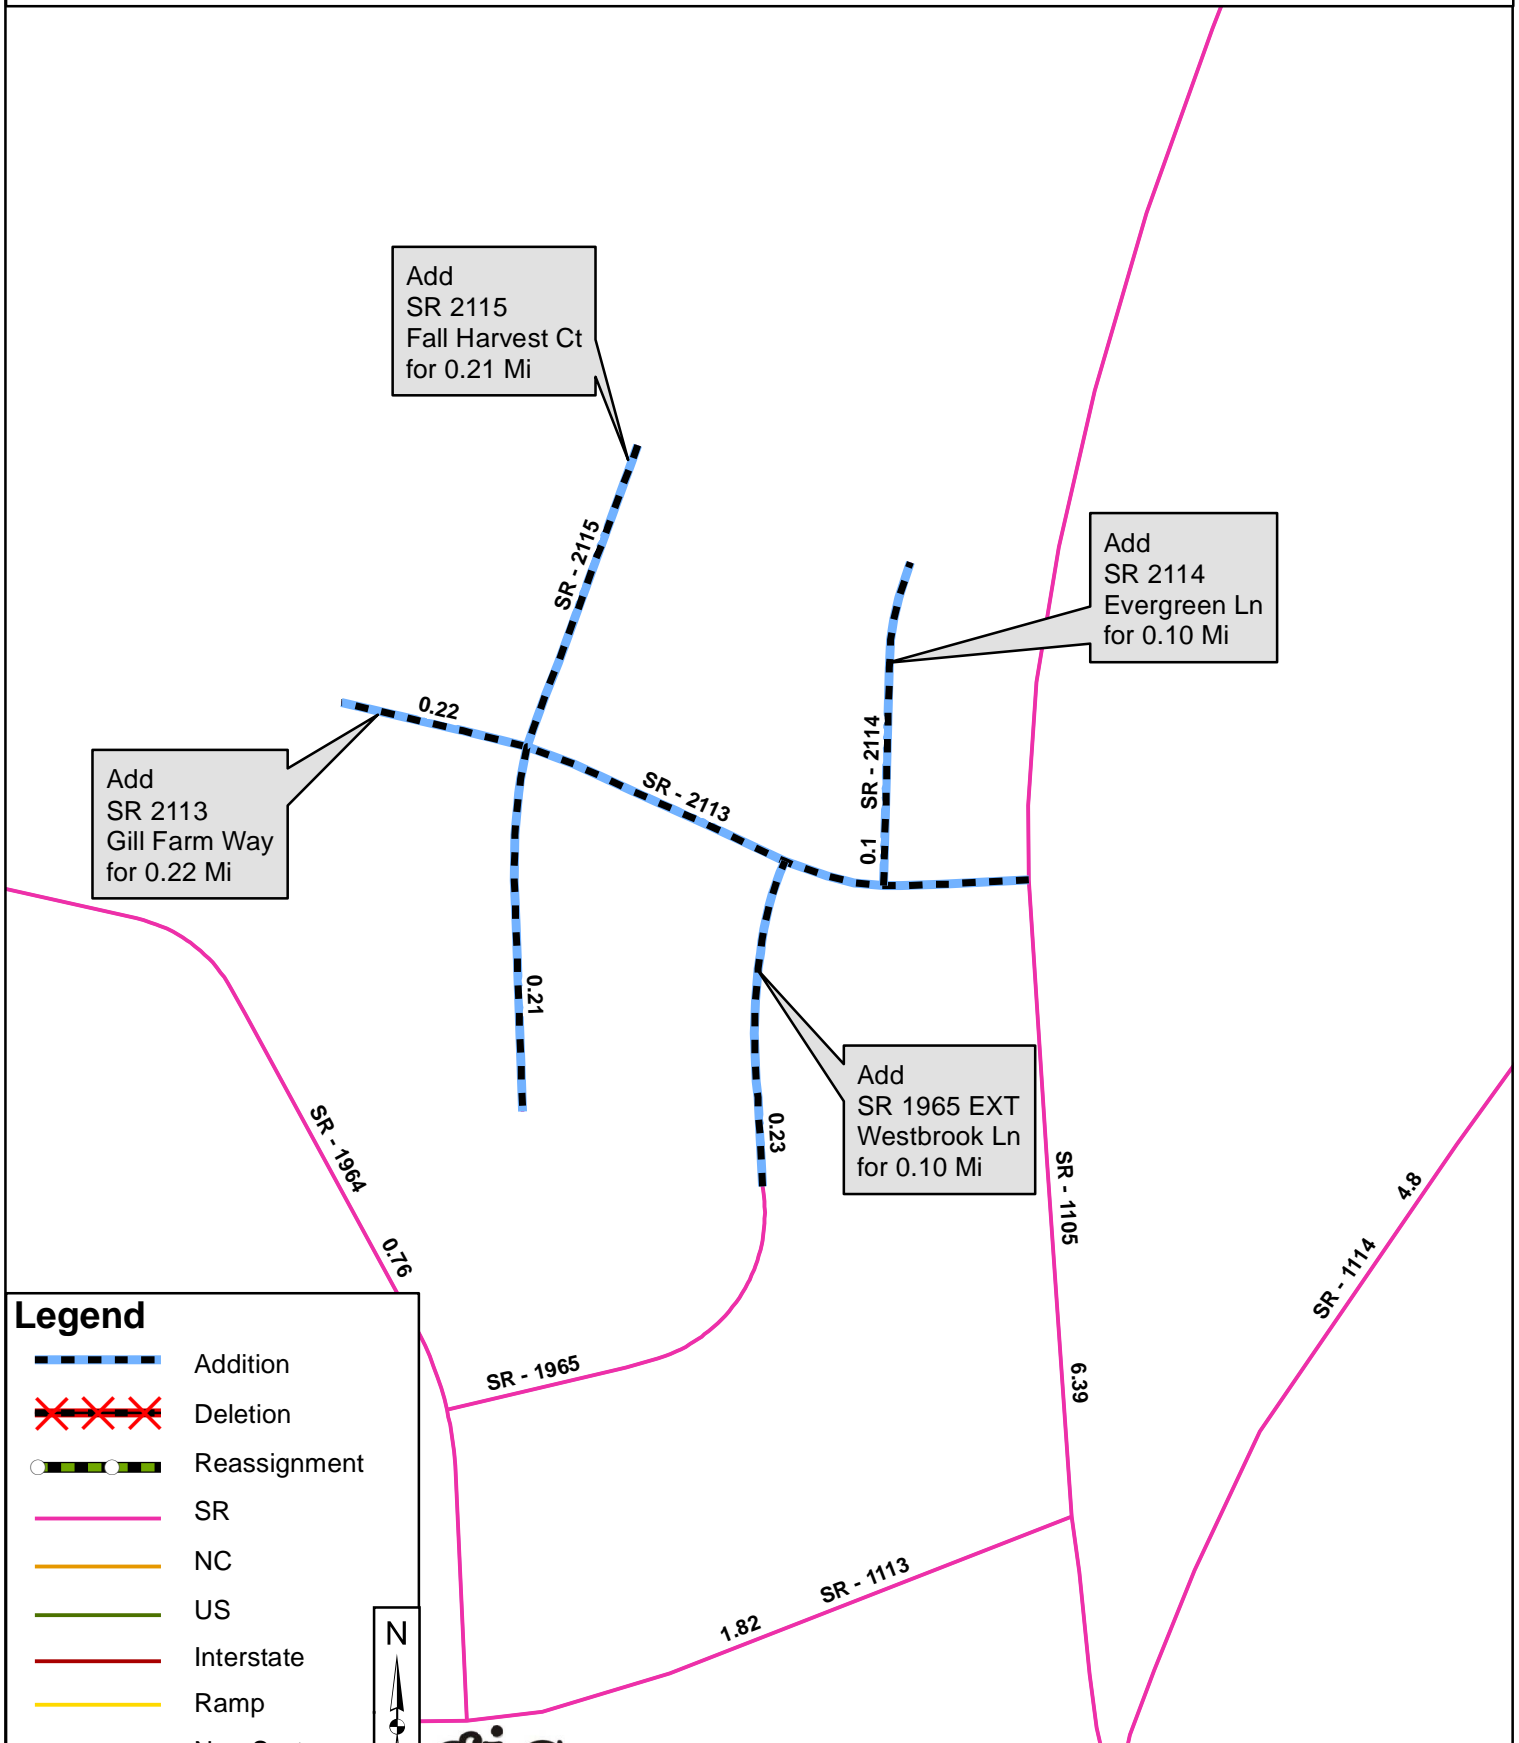 Add
SR 2115
Fall Harvest Ct
for 0.21 Mi
SR - 2115
Add
SR 2114
Evergreen Ln
for 0.10 Mi
0.22
SR - 2114
Add
SR 2113
Gill Farm Way
for 0.22 Mi
SR - 2113
0.1
0.21
Add
SR 1965 EXT
Westbrook Ln
for 0.10 Mi
0.23
SR - 1964
SR - 1105
4.8
0.76
SR - 1114
SR - 1965
6.39
SR - 1113
1.82
Legend
Addition
Deletion
Reassignment
SR
NC
US
Interstate
Ramp
N